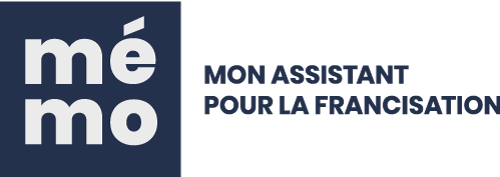 mé
mo
MON ASSISTANT
POUR LA FRANCISATION